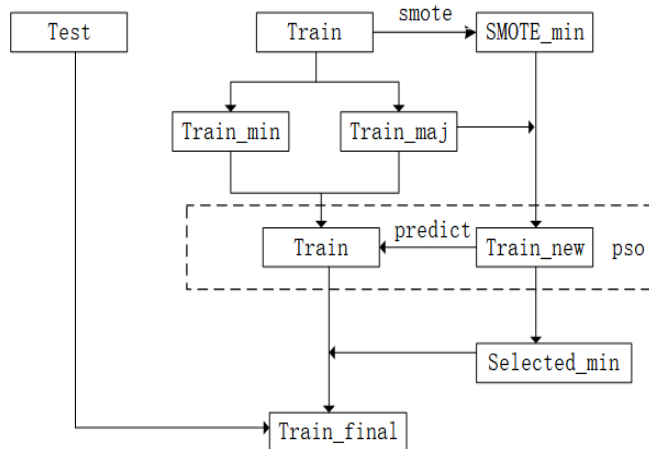 Test
Train
smote
SMOTE_min
Train_min
Train_maj
Train
predict
Train_new
pso
Selected_min
Train_final